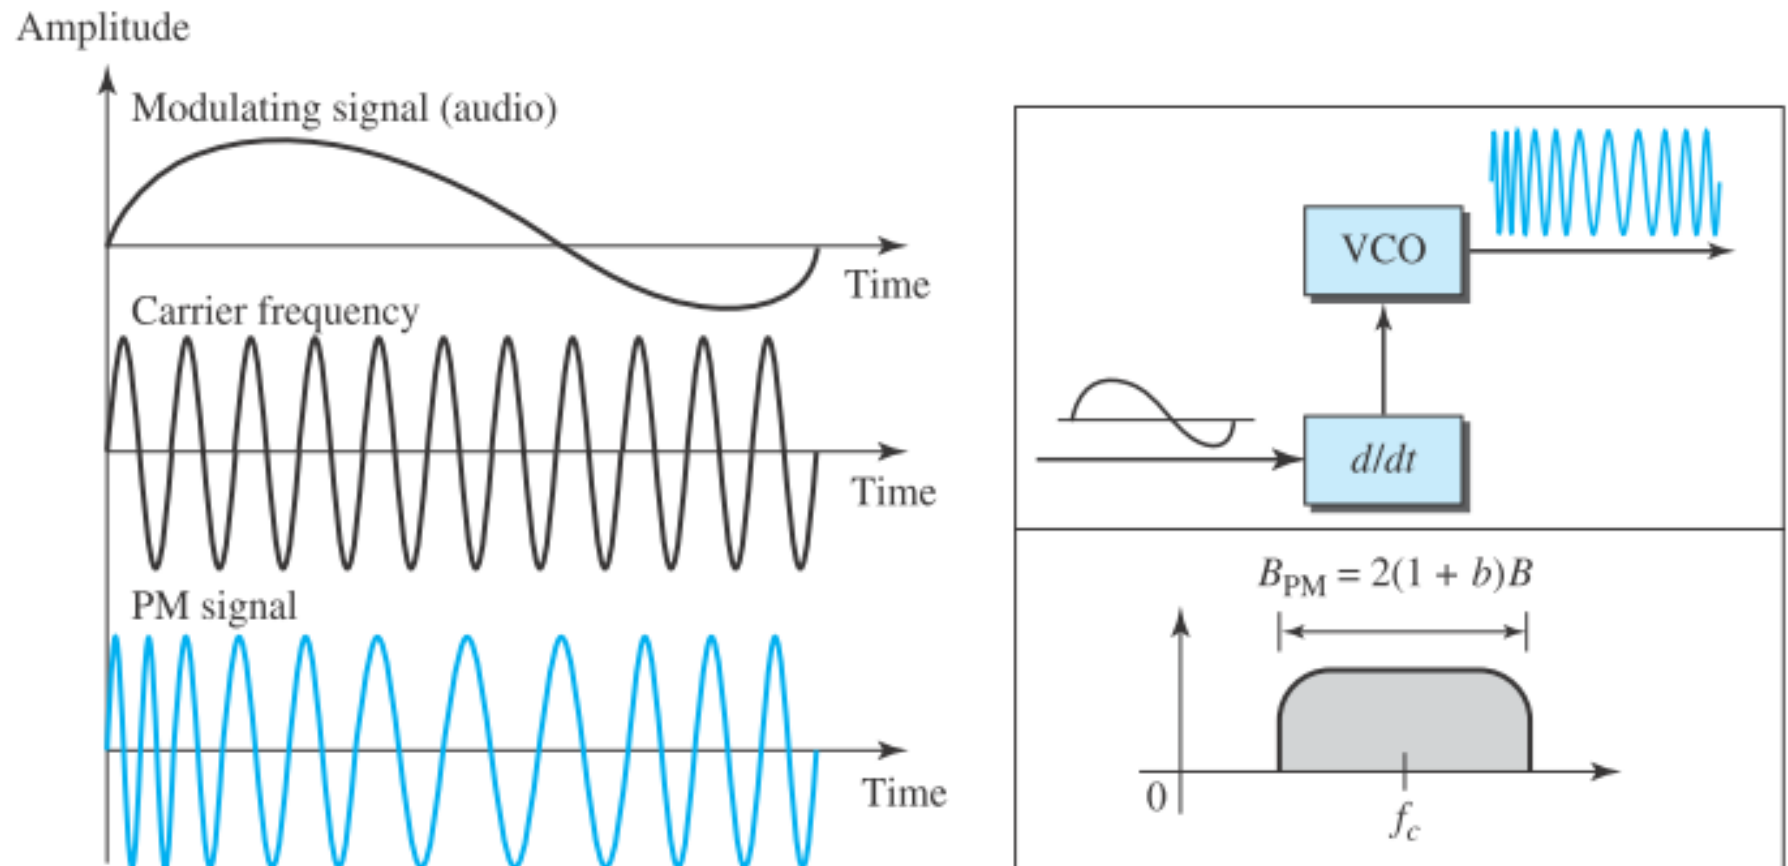 Amplitude
Modulating signal (audio)
Time
Carrier frequency
Time
PM signal
Time
VCO
d/dt
B_PM = 2(1 + b)B
0
f_c